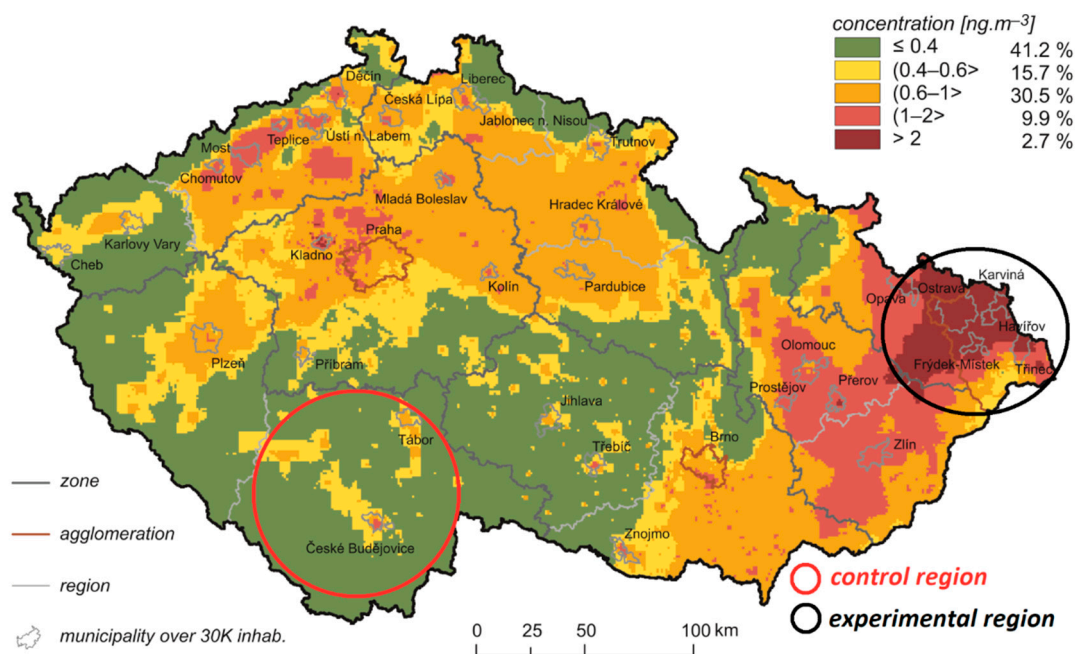 concentration [ng.m–3]
≤ 0.4 41.2 %
(0.4–0.6> 15.7 %
(0.6–1> 30.5 %
(1–2> 9.9 %
> 2 2.7 %
Děčín
Liberec
Česká Lípa
Jablonec n. Nisou
Ústí n. Labem
Teplice
Trutnov
Most
Chomutov
Mladá Boleslav
Hradec Králové
Karlovy Vary
Praha
Kladno
Cheb
Kolín
Pardubice
Karviná
Ostrava
Opava
Havířov
Olomouc
Plzeň
Příbram
Frýdek-Místek
Třinec
Prostějov
Přerov
Jihlava
Tábor
Brno
Třebíč
Zlín
Znojmo
České Budějovice
zone
agglomeration
region
municipality over 30K inhab.
0 25 50 100 km
control region
experimental region